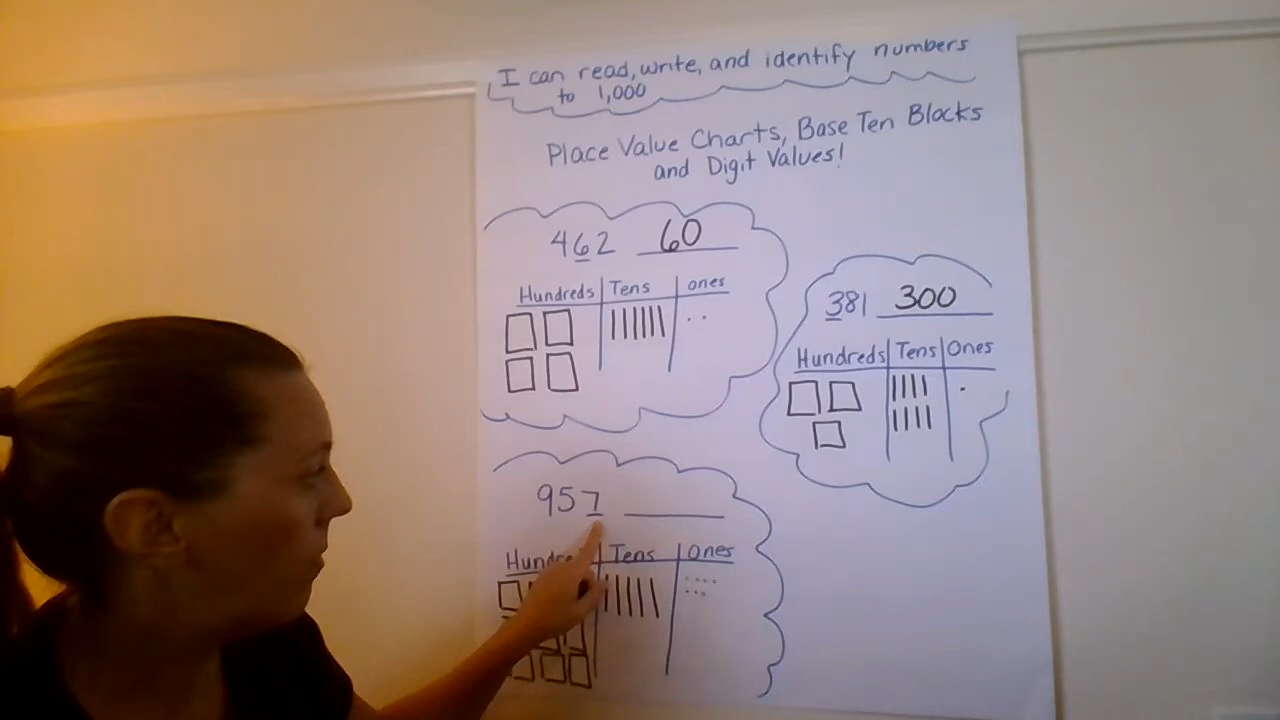 I can read, write, and identify numbers
to 1,000
Place Value Charts, Base Ten Blocks
and Digit Values!
462 60
Hundreds Tens ones
381 300
Hundreds Tens Ones
957
Tens Ones